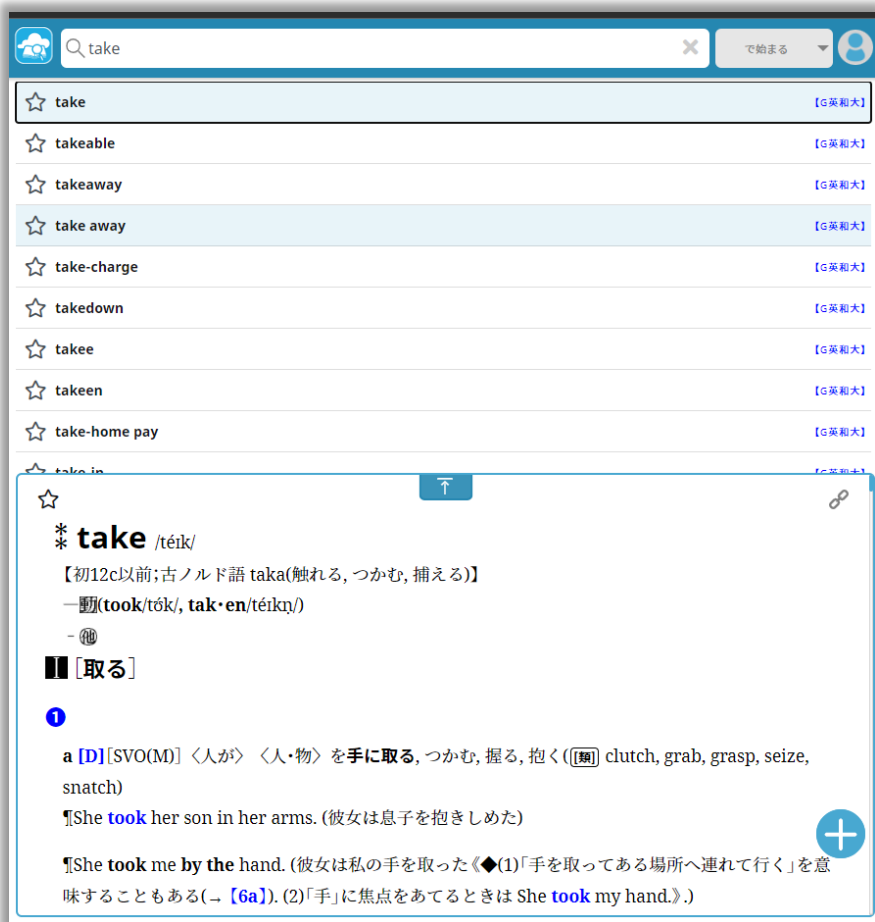 take
で始まる
take 【G英和大】
takeable 【G英和大】
takeaway 【G英和大】
take away 【G英和大】
take-charge 【G英和大】
takedown 【G英和大】
takee 【G英和大】
takeen 【G英和大】
take-home pay 【G英和大】
take-in 【G英和大】
⁑ take /téɪk/
【初12c以前;古ノルド語 taka(触れる, つかむ, 捕える)】
―動(took/tʊ́k/, tak・en/téɪkn̩/)
- 他
I [取る]
1
a [D][SVO(M)] 〈人が〉 〈人・物〉を手に取る, つかむ, 握る, 抱く([類] clutch, grab, grasp, seize,
snatch)
¶She took her son in her arms. (彼女は息子を抱きしめた)
¶She took me by the hand. (彼女は私の手を取った《◆(1)「手を取ってある場所へ連れて行く」を意
味することもある(→【6a】). (2)「手」に焦点をあてるときは She took my hand.》.)